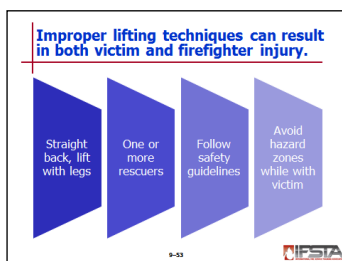 Improper lifting techniques can result
in both victim and firefighter injury.
Straight
back, lift
with legs
One or
more
rescuers
Follow
safety
guidelines
Avoid
hazard
zones
while with
victim
9–53
IFSTA